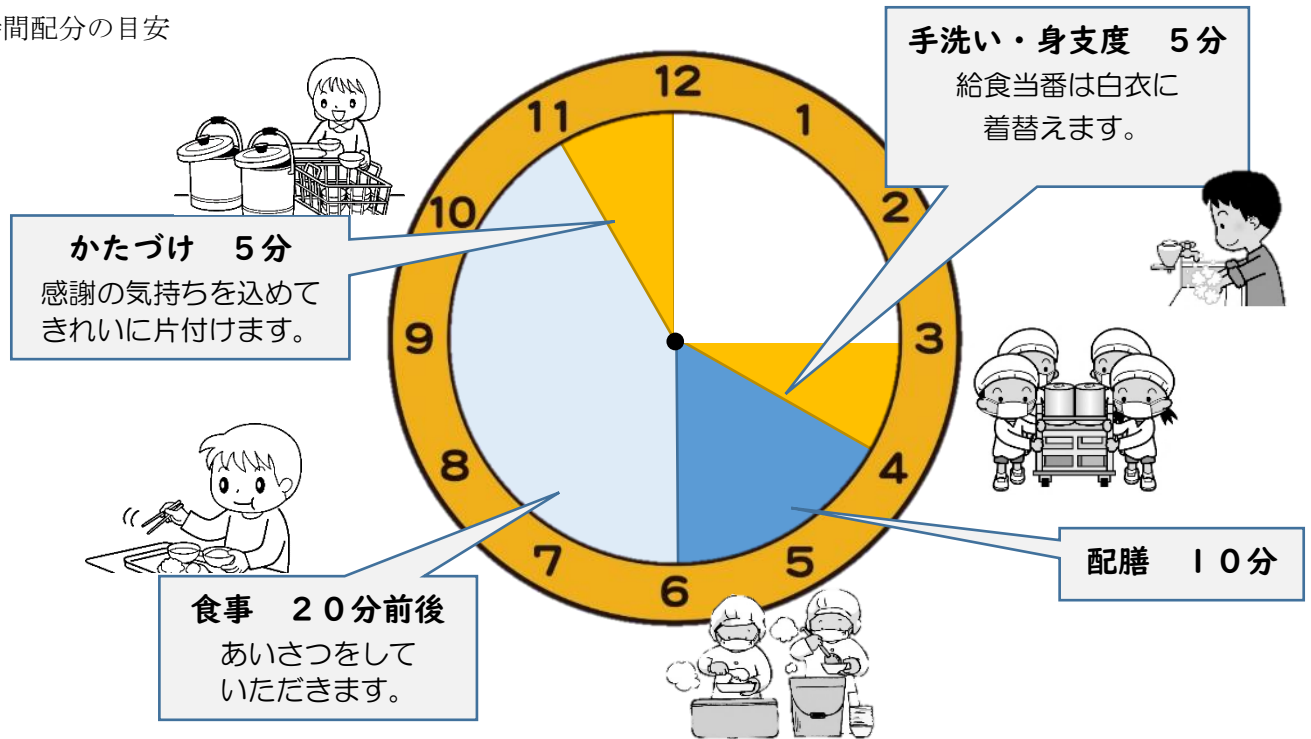 間配分の目安
手洗い・身支度　５分
給食当番は白衣に
着替えます。
かたづけ　５分
感謝の気持ちを込めて
きれいに片付けます。
食事　２０分前後
あいさつをして
いただきます。
配膳　１０分
12
1
2
3
4
5
6
7
8
9
10
11